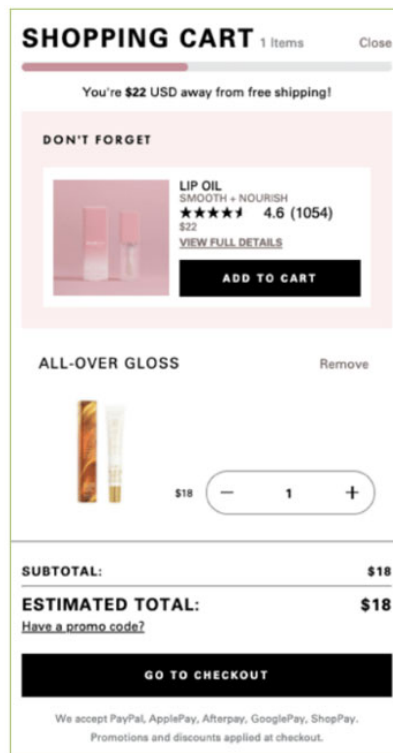 SHOPPING CART 1 Items Close
You're $22 USD away from free shipping!
DON'T FORGET
LIP OIL
SMOOTH + NOURISH
4.6 (1054)
$22
VIEW FULL DETAILS
ADD TO CART
ALL-OVER GLOSS Remove
$18 − 1 +
SUBTOTAL: $18
ESTIMATED TOTAL: $18
Have a promo code?
GO TO CHECKOUT
We accept PayPal, ApplePay, Afterpay, GooglePay, ShopPay.
Promotions and discounts applied at checkout.